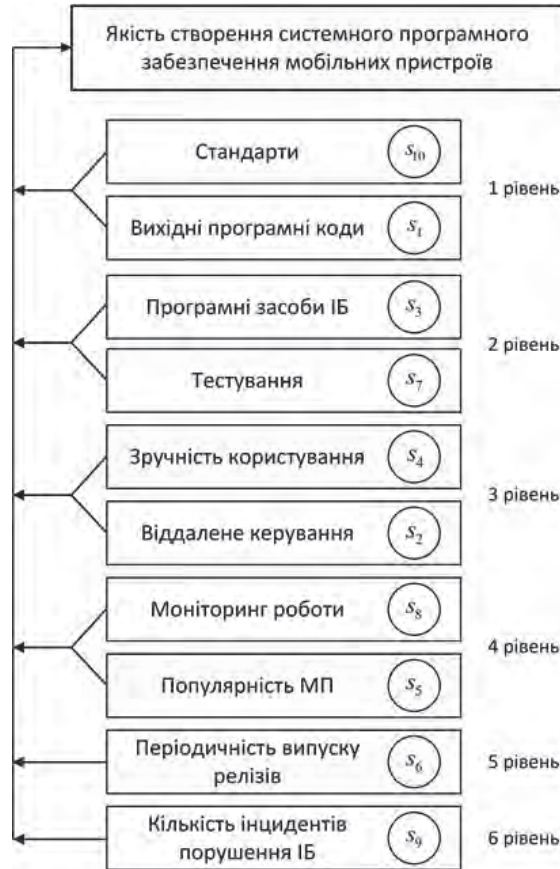 Якість створення системного програмного
забезпечення мобільних пристроїв
Стандарти s10
1 рівень
Вихідні програмні коди s1
Програмні засоби ІБ s3
2 рівень
Тестування s7
Зручність користування s4
3 рівень
Віддалене керування s2
Моніторинг роботи s8
4 рівень
Популярність МП s5
Періодичність випуску
релізів s6
5 рівень
Кількість інцидентів
порушення ІБ s9
6 рівень